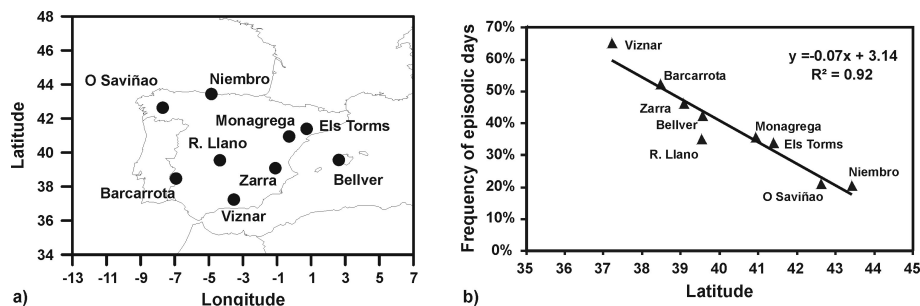 48
46
44
42
40
38
36
34
Latitude
-13 -11 -9 -7 -5 -3 -1 1 3 5 7
Longitude
O Saviñao
Niembro
Monagrega
Els Torms
R. Llano
Zarra
Bellver
Barcarrota
Viznar
a)
70%
60%
50%
40%
30%
20%
10%
0%
Frequency of episodic days
Viznar
y =-0.07x + 3.14
R² = 0.92
Barcarrota
Zarra
Bellver
R. Llano
Monagrega
Els Torms
Niembro
O Saviñao
35 36 37 38 39 40 41 42 43 44 45
Latitude
b)